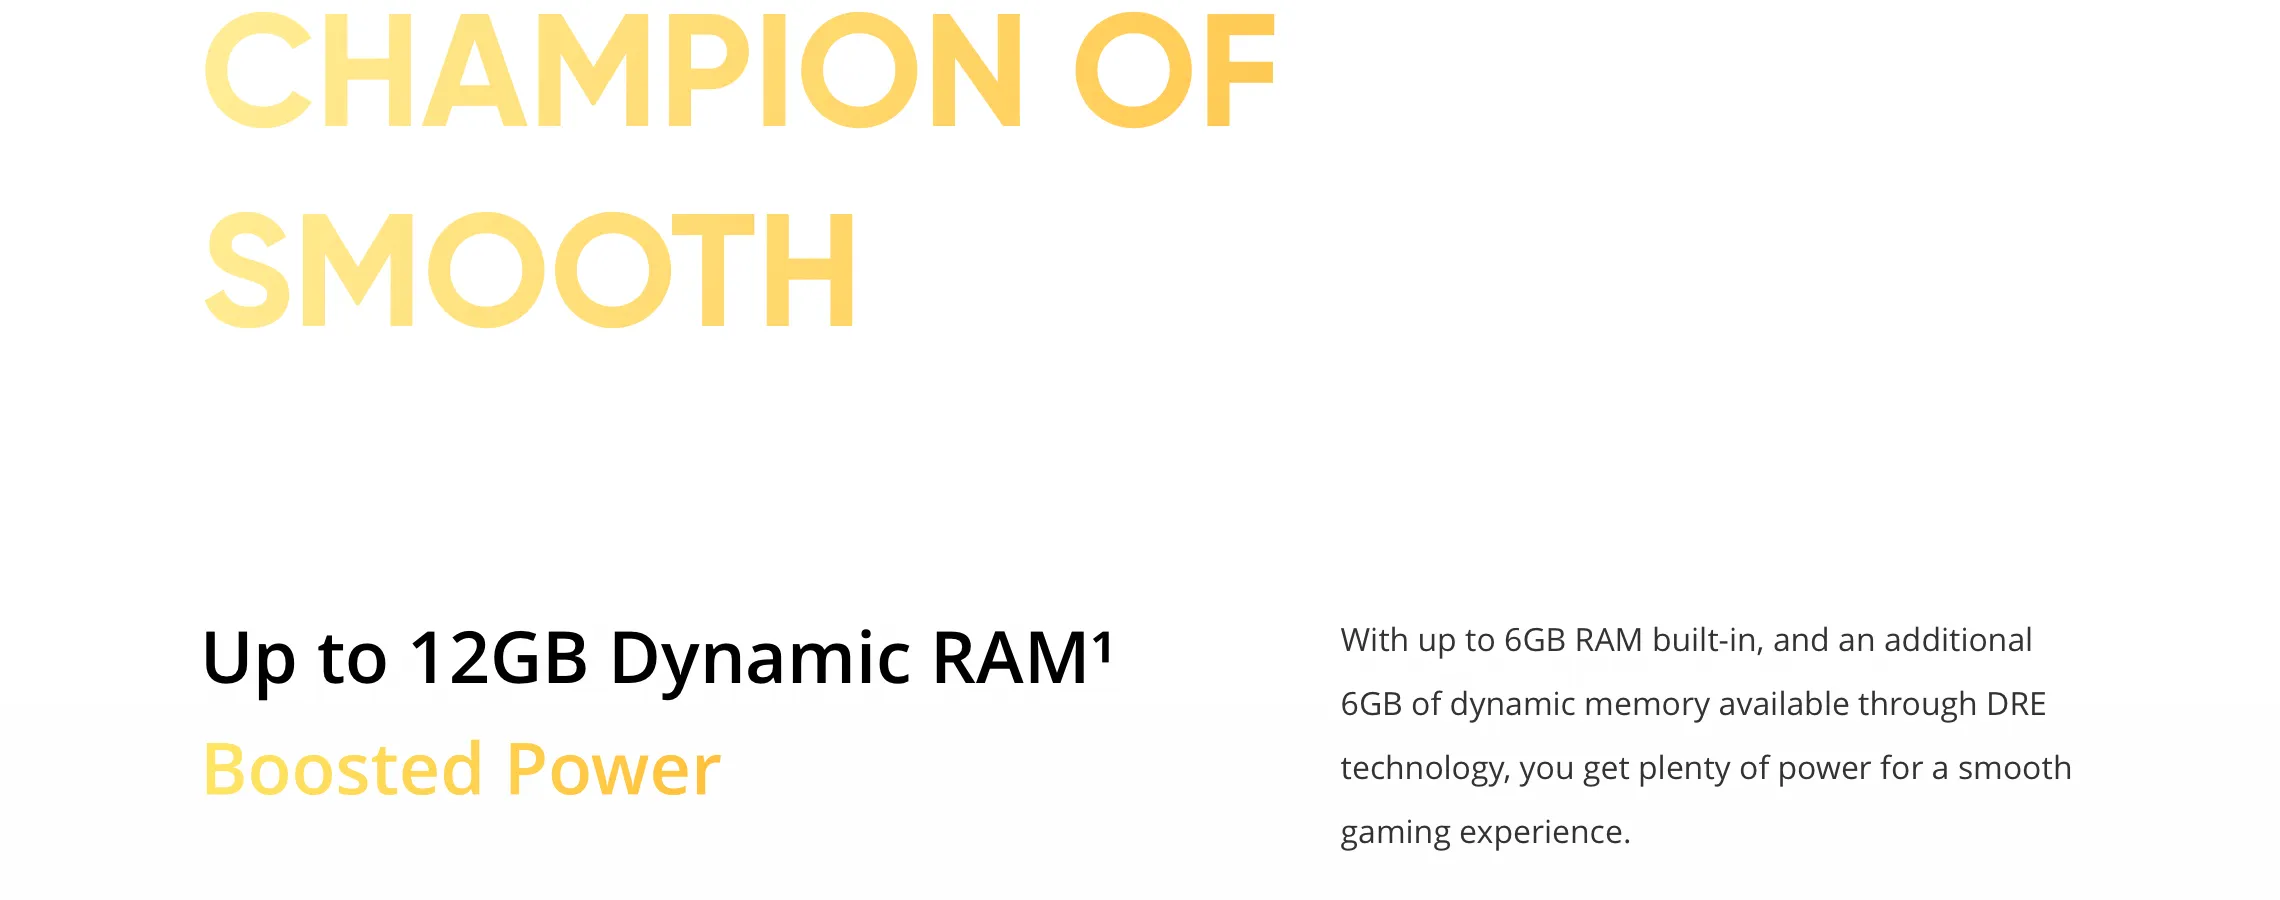 CHAMPION OF
SMOOTH
Up to 12GB Dynamic RAM¹
Boosted Power
With up to 6GB RAM built-in, and an additional
6GB of dynamic memory available through DRE
technology, you get plenty of power for a smooth
gaming experience.